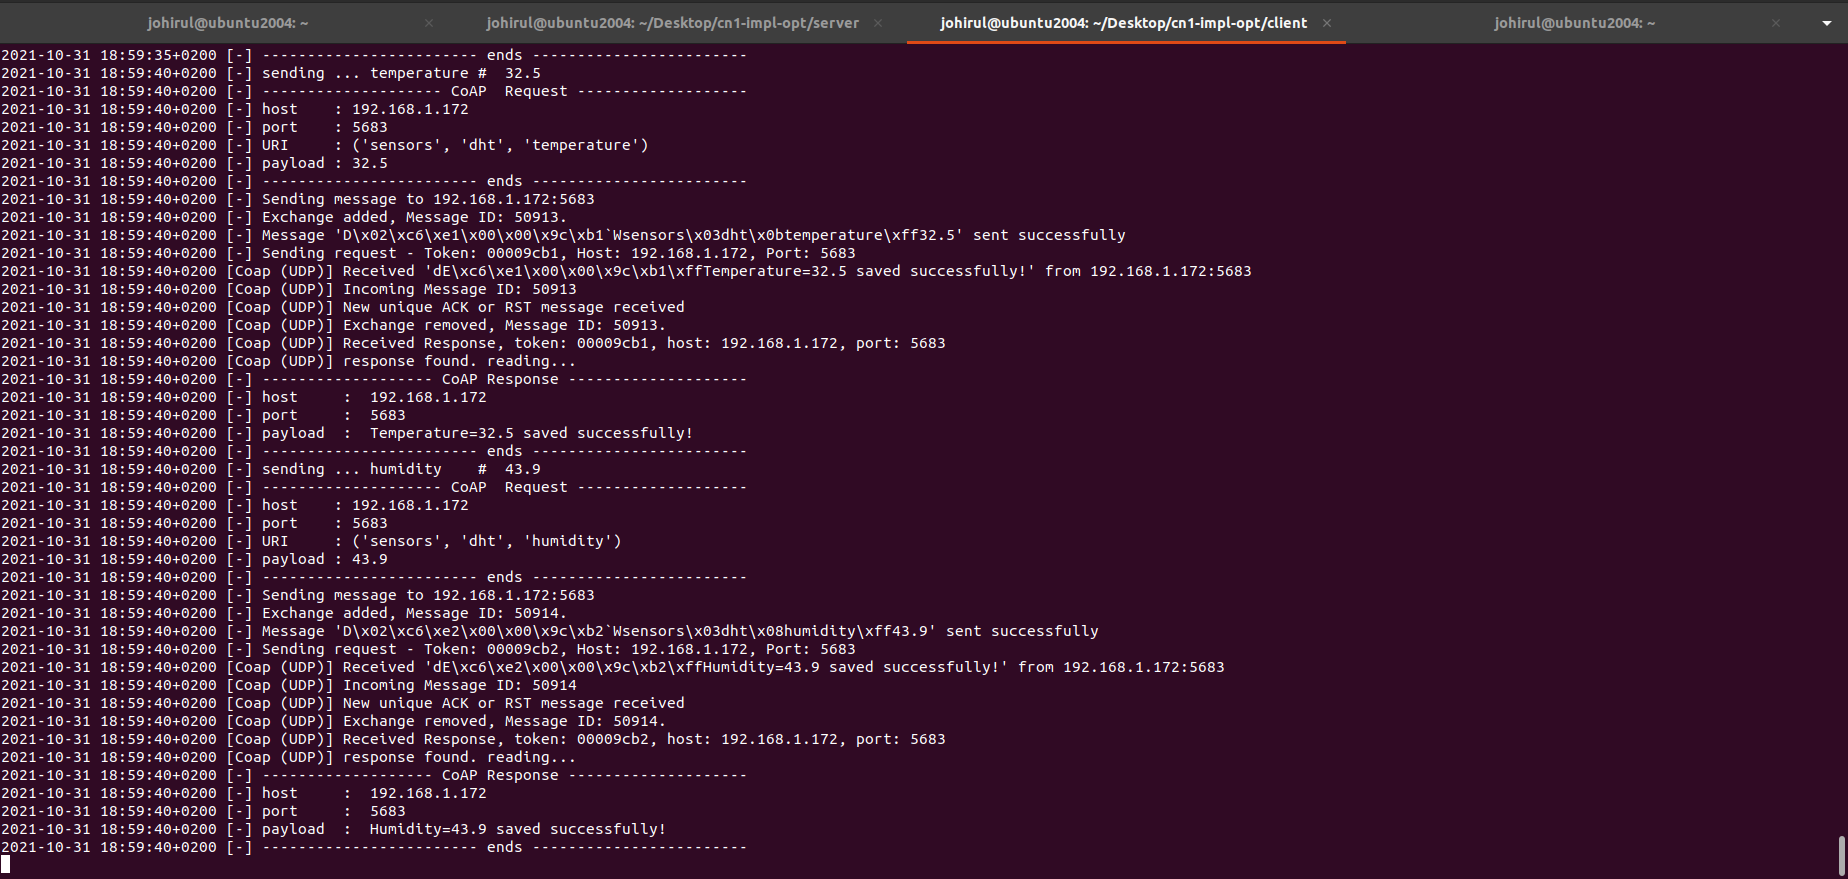 johirul@ubuntu2004: ~ × johirul@ubuntu2004: ~/Desktop/cn1-impl-opt/server × johirul@ubuntu2004: ~/Desktop/cn1-impl-opt/client × johirul@ubuntu2004: ~ ×
2021-10-31 18:59:35+0200 [-] ------------------------ ends ------------------------
2021-10-31 18:59:40+0200 [-] sending ... temperature #  32.5
2021-10-31 18:59:40+0200 [-] -------------------- CoAP  Request -------------------
2021-10-31 18:59:40+0200 [-] host    : 192.168.1.172
2021-10-31 18:59:40+0200 [-] port    : 5683
2021-10-31 18:59:40+0200 [-] URI     : ('sensors', 'dht', 'temperature')
2021-10-31 18:59:40+0200 [-] payload : 32.5
2021-10-31 18:59:40+0200 [-] ------------------------ ends ------------------------
2021-10-31 18:59:40+0200 [-] Sending message to 192.168.1.172:5683
2021-10-31 18:59:40+0200 [-] Exchange added, Message ID: 50913.
2021-10-31 18:59:40+0200 [-] Message 'D\x02\xc6\xe1\x00\x00\x9c\xb1`Wsensors\x03dht\x0btemperature\xff32.5' sent successfully
2021-10-31 18:59:40+0200 [-] Sending request - Token: 00009cb1, Host: 192.168.1.172, Port: 5683
2021-10-31 18:59:40+0200 [Coap (UDP)] Received 'dE\xc6\xe1\x00\x00\x9c\xb1\xffTemperature=32.5 saved successfully!' from 192.168.1.172:5683
2021-10-31 18:59:40+0200 [Coap (UDP)] Incoming Message ID: 50913
2021-10-31 18:59:40+0200 [Coap (UDP)] New unique ACK or RST message received
2021-10-31 18:59:40+0200 [Coap (UDP)] Exchange removed, Message ID: 50913.
2021-10-31 18:59:40+0200 [Coap (UDP)] Received Response, token: 00009cb1, host: 192.168.1.172, port: 5683
2021-10-31 18:59:40+0200 [Coap (UDP)] response found. reading...
2021-10-31 18:59:40+0200 [-] ------------------- CoAP Response --------------------
2021-10-31 18:59:40+0200 [-] host     :  192.168.1.172
2021-10-31 18:59:40+0200 [-] port     :  5683
2021-10-31 18:59:40+0200 [-] payload  :  Temperature=32.5 saved successfully!
2021-10-31 18:59:40+0200 [-] ------------------------ ends ------------------------
2021-10-31 18:59:40+0200 [-] sending ... humidity    #  43.9
2021-10-31 18:59:40+0200 [-] -------------------- CoAP  Request -------------------
2021-10-31 18:59:40+0200 [-] host    : 192.168.1.172
2021-10-31 18:59:40+0200 [-] port    : 5683
2021-10-31 18:59:40+0200 [-] URI     : ('sensors', 'dht', 'humidity')
2021-10-31 18:59:40+0200 [-] payload : 43.9
2021-10-31 18:59:40+0200 [-] ------------------------ ends ------------------------
2021-10-31 18:59:40+0200 [-] Sending message to 192.168.1.172:5683
2021-10-31 18:59:40+0200 [-] Exchange added, Message ID: 50914.
2021-10-31 18:59:40+0200 [-] Message 'D\x02\xc6\xe2\x00\x00\x9c\xb2`Wsensors\x03dht\x08humidity\xff43.9' sent successfully
2021-10-31 18:59:40+0200 [-] Sending request - Token: 00009cb2, Host: 192.168.1.172, Port: 5683
2021-10-31 18:59:40+0200 [Coap (UDP)] Received 'dE\xc6\xe2\x00\x00\x9c\xb2\xffHumidity=43.9 saved successfully!' from 192.168.1.172:5683
2021-10-31 18:59:40+0200 [Coap (UDP)] Incoming Message ID: 50914
2021-10-31 18:59:40+0200 [Coap (UDP)] New unique ACK or RST message received
2021-10-31 18:59:40+0200 [Coap (UDP)] Exchange removed, Message ID: 50914.
2021-10-31 18:59:40+0200 [Coap (UDP)] Received Response, token: 00009cb2, host: 192.168.1.172, port: 5683
2021-10-31 18:59:40+0200 [Coap (UDP)] response found. reading...
2021-10-31 18:59:40+0200 [-] ------------------- CoAP Response --------------------
2021-10-31 18:59:40+0200 [-] host     :  192.168.1.172
2021-10-31 18:59:40+0200 [-] port     :  5683
2021-10-31 18:59:40+0200 [-] payload  :  Humidity=43.9 saved successfully!
2021-10-31 18:59:40+0200 [-] ------------------------ ends ------------------------